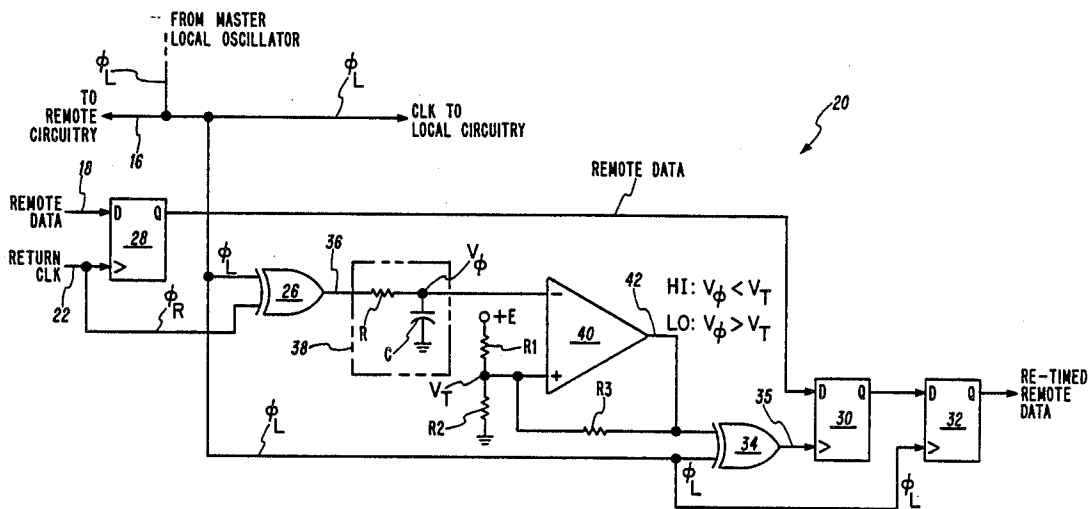 FROM MASTER
LOCAL OSCILLATOR
ϕL
ϕL
TO
REMOTE
CIRCUITRY
16
CLK TO
LOCAL CIRCUITRY
20
18
REMOTE DATA
REMOTE
DATA
D Q
28
RETURN
CLK
22
ϕR
ϕL
26
36
Vϕ
R
C
38
+E
R1
VT
R2
−
+
40
42
HI: Vϕ < VT
LO: Vϕ > VT
R3
35
34
ϕL
ϕL
D Q
30
D Q
32
ϕL
RE-TIMED
REMOTE
DATA